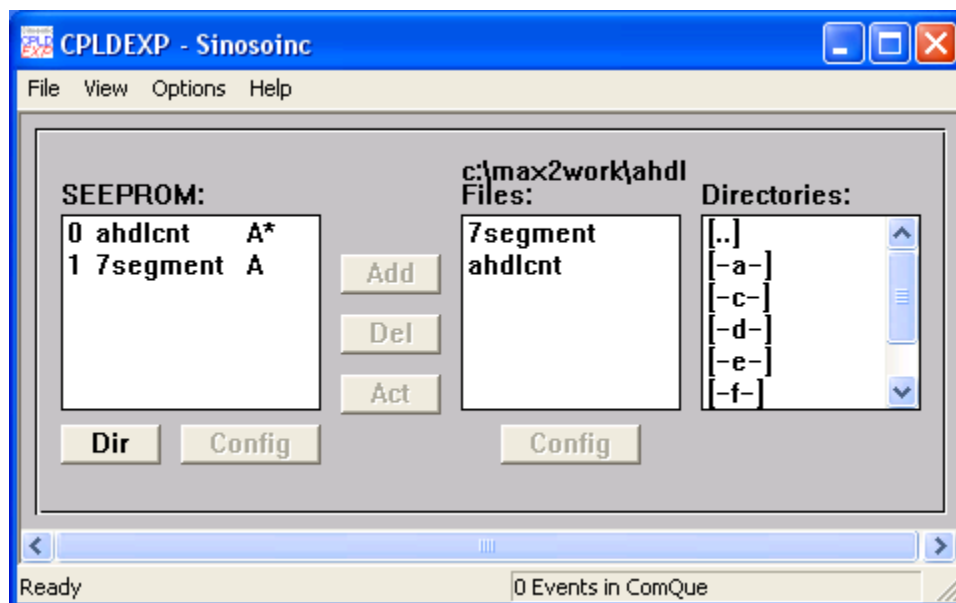 CPLDEXP - Sinosoinc
File View Options Help
c:\max2work\ahdl
SEEPROM: Files: Directories:
0 ahdlcnt A* 7segment [..]
1 7segment A ahdlcnt [-a-]
Add [-c-]
Del [-d-]
[-e-]
Act [-f-]
Dir Config Config
Ready 0 Events in ComQue